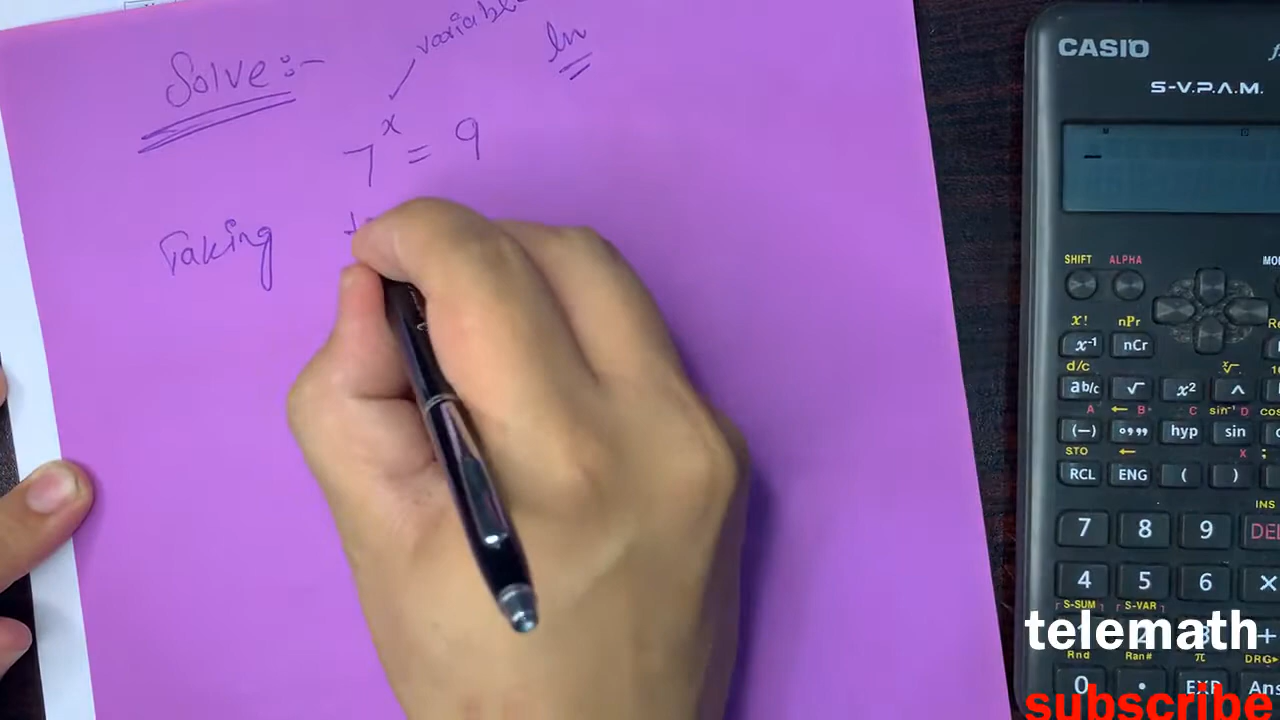 Solve :-
variable
ln
7^x = 9
Taking
CASIO
S-V.P.A.M.
SHIFT ALPHA
x! nPr
x⁻¹ nCr
d/c
ab/c √ x² ^
A B C sin⁻¹ D
(−) °,,, hyp sin
STO X ;
RCL ENG ( )
INS
7 8 9 DEL
4 5 6 ×
S-SUM S-VAR
telemath
Rnd Ran# π DRG▸
0 · EXP Ans
subscribe